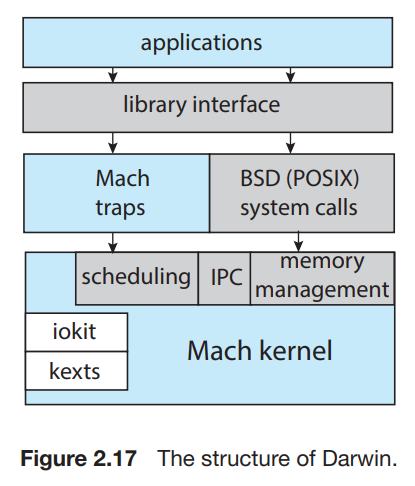 applications
library interface
Mach
traps
BSD (POSIX)
system calls
scheduling
IPC
memory
management
iokit
kexts
Mach kernel
Figure 2.17 The structure of Darwin.